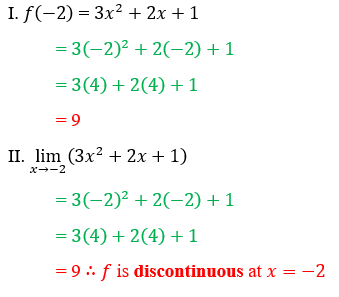 I. f(−2) = 3x² + 2x + 1
= 3(−2)² + 2(−2) + 1
= 3(4) + 2(4) + 1
= 9
II. lim x→−2 (3x² + 2x + 1)
= 3(−2)² + 2(−2) + 1
= 3(4) + 2(4) + 1
= 9 ∴ f is discontinuous at x = −2